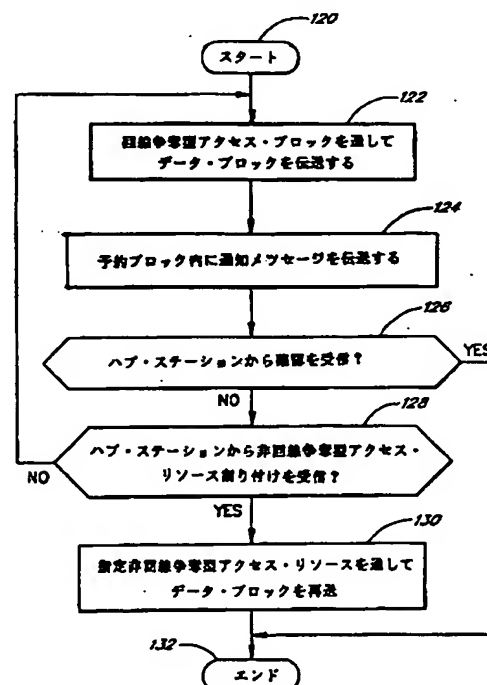 120
スタート
122
回線争奪型アクセス・ブロックを通して
データ・ブロックを伝送する
124
予約ブロック内に通知メッセージを伝送する
126
ハブ・ステーションから確認を受信?
YES
NO
128
ハブ・ステーションから非回線争奪型アクセス・
リソース割り付けを受信?
NO
YES
130
指定非回線争奪型アクセス・リソースを通して
データ・ブロックを再送
132
エンド